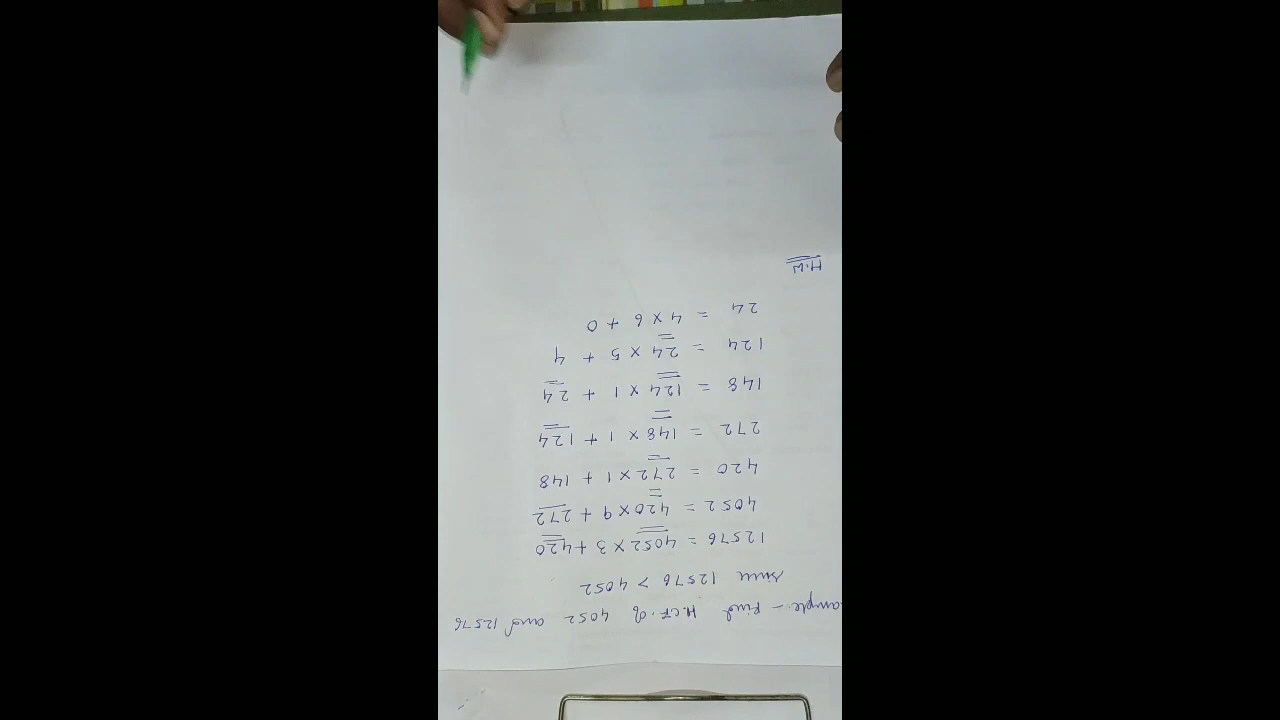 ample - Find H.C.F. of 4052 and 12576
Since 12576 > 4052
12576 = 4052 × 3 + 420
4052 = 420 × 9 + 272
420 = 272 × 1 + 148
272 = 148 × 1 + 124
148 = 124 × 1 + 24
124 = 24 × 5 + 4
24 = 4 × 6 + 0
H.W